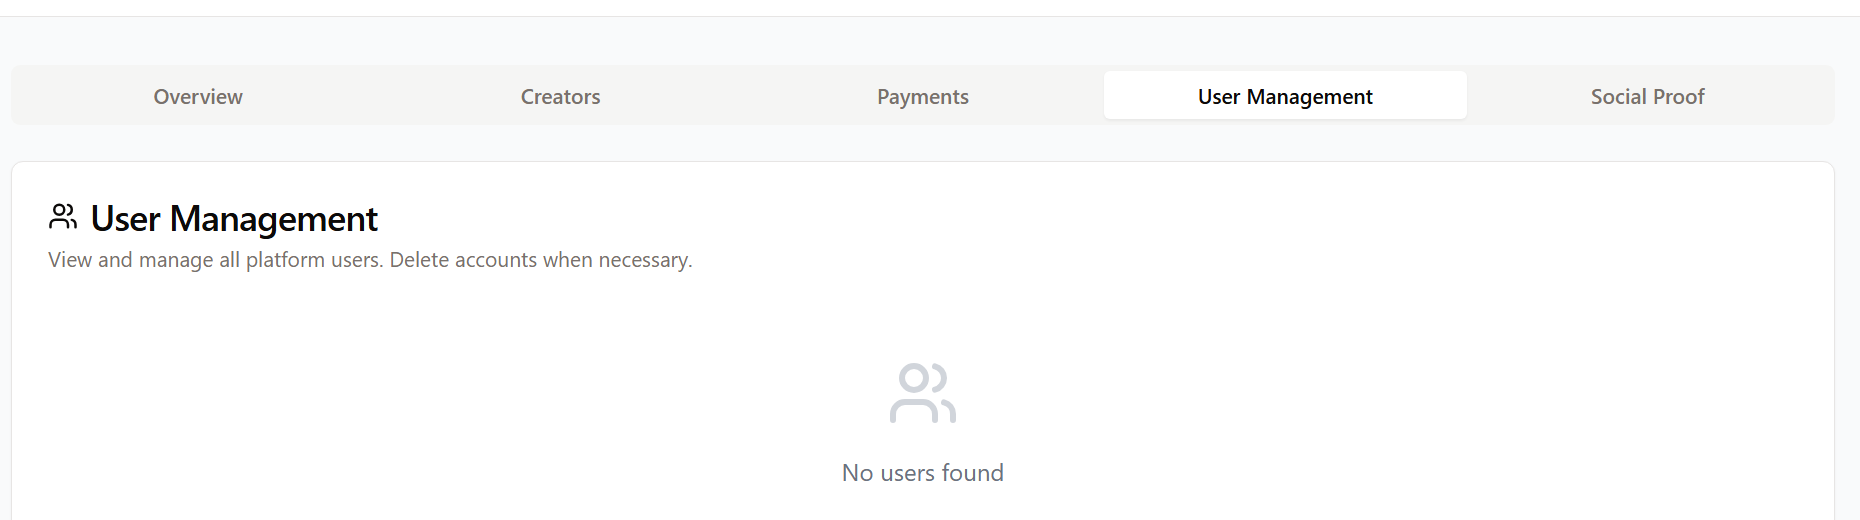 Overview Creators Payments User Management Social Proof
User Management
View and manage all platform users. Delete accounts when necessary.
No users found